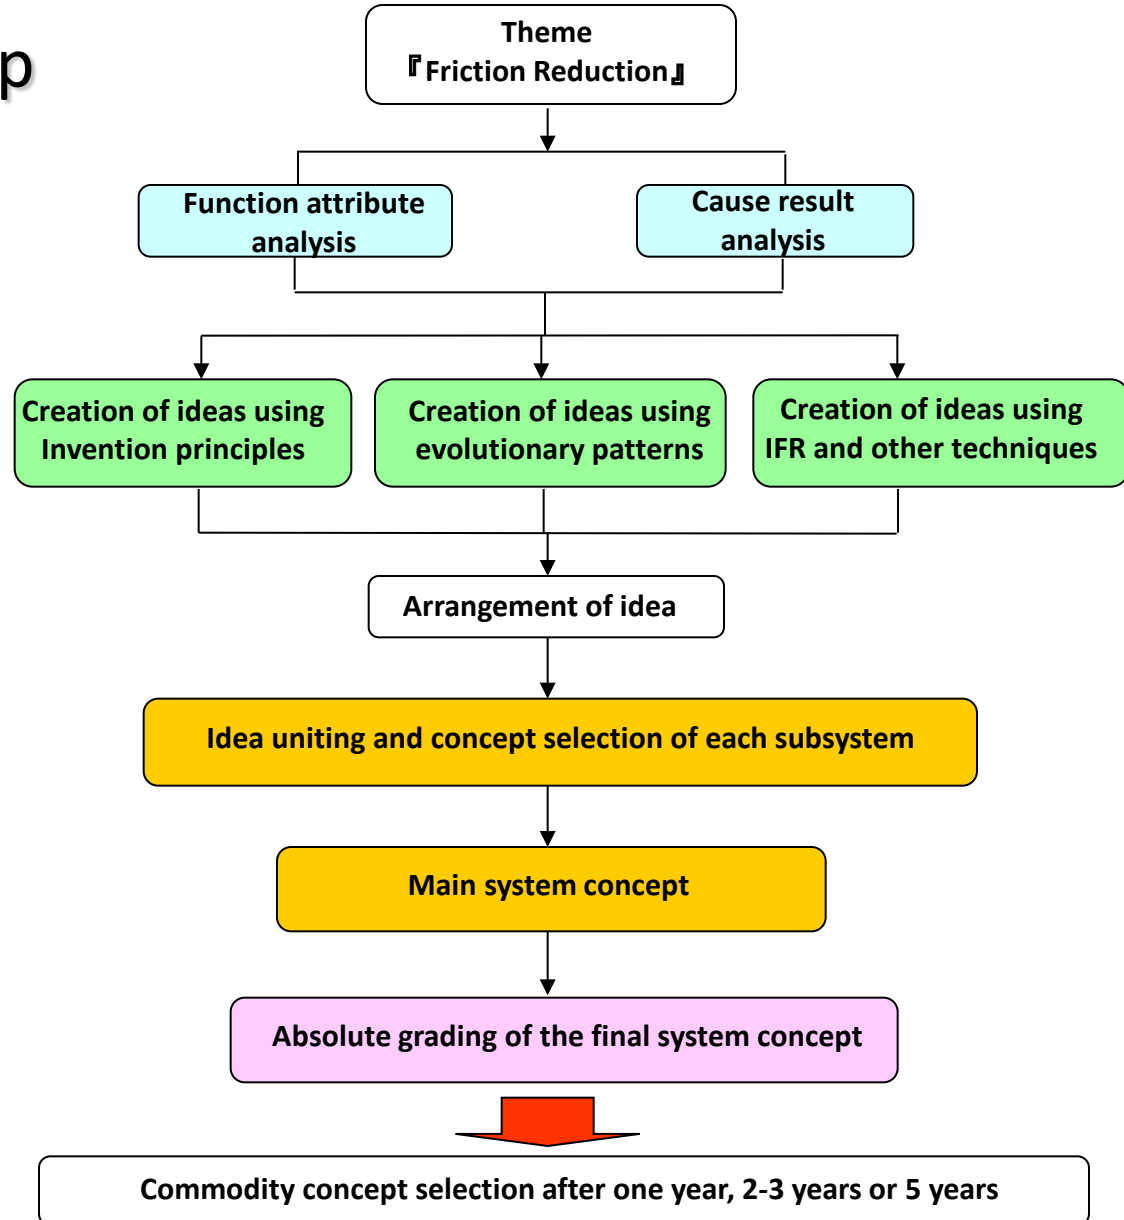 p
Theme
『Friction Reduction』
Function attribute
analysis
Cause result
analysis
Creation of ideas using
Invention principles
Creation of ideas using
evolutionary patterns
Creation of ideas using
IFR and other techniques
Arrangement of idea
Idea uniting and concept selection of each subsystem
Main system concept
Absolute grading of the final system concept
Commodity concept selection after one year, 2-3 years or 5 years